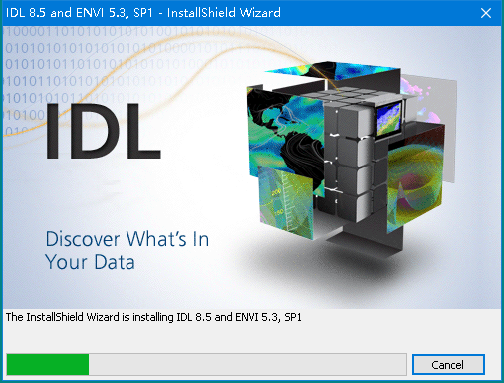 IDL 8.5 and ENVI 5.3, SP1 - InstallShield Wizard
IDL
Discover What's In
Your Data
The InstallShield Wizard is installing IDL 8.5 and ENVI 5.3, SP1
Cancel